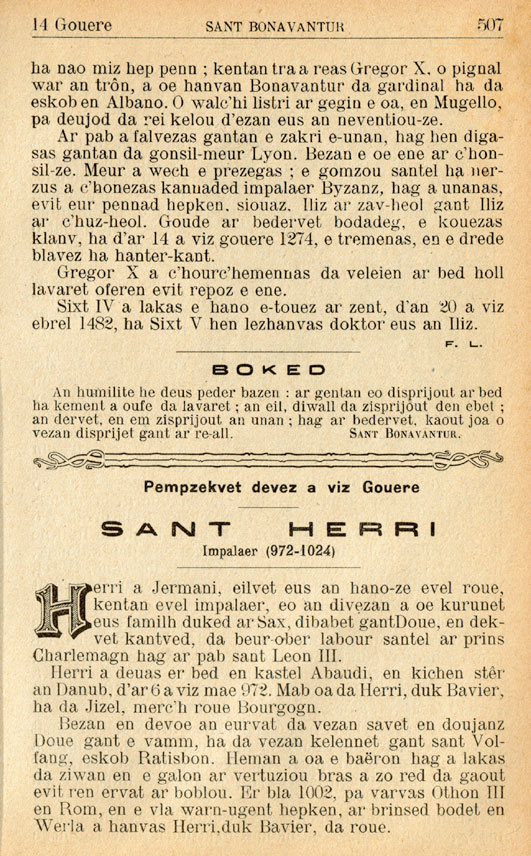 14 Gouere SANT BONAVANTUR 507
ha nao miz hep penn ; kentan tra a reas Gregor X, o pignal
war an trôn, a oe hanvan Bonavantur da gardinal ha da
eskob en Albano. O walc'hi listri ar gegin e oa, en Mugello,
pa deujod da rei kelou d'ezan eus an neventiou-ze.
Ar pab a falvezas gantan e zakri e-unan, hag hen diga-
sas gantan da gonsil-meur Lyon. Bezan e oe ene ar c'hon-
sil-ze. Meur a wech e prezegas ; e gomzou santel ha ner-
zus a c'honezas kannaded impalaer Byzanz, hag a unanas,
evit eur pennad hepken, siouaz, Iliz ar zav-heol gant Iliz
ar c'huz-heol. Goude ar bedervet bodadeg, e kouezas
klanv, ha d'ar 14 a viz gouere 1274, e tremenas, en e drede
blavez ha hanter-kant.
Gregor X a c'hourc'hemennas da veleien ar bed holl
lavaret oferen evit repoz e ene.
Sixt IV a lakas e hano e-touez ar zent, d'an 20 a viz
ebrel 1482, ha Sixt V hen lezhanvas doktor eus an Iliz.
F. L.
BOKED
An humilite he deus peder bazen : ar gentan eo disprijout ar bed
ha kement a oufe da lavaret ; an eil, diwall da zisprijout den ebet ;
an dervet, en em zisprijout an unan ; hag ar bedervet, kaout joa o
vezan disprijet gant ar re-all. SANT BONAVANTUR.
Pempzekvet devez a viz Gouere
SANT HERRI
Impalaer (972-1024)
Herri a Jermani, eilvet eus an hano-ze evel roue,
kentan evel impalaer, eo an divezan a oe kurunet
eus familh duked ar Sax, dibabet gant Doue, en dek-
vet kantved, da beur-ober labour santel ar prins
Charlemagn hag ar pab sant Leon III.
Herri a deuas er bed en kastel Abaudi, en kichen stêr
an Danub, d'ar 6 a viz mae 972. Mab oa da Herri, duk Bavier,
ha da Jizel, merc'h roue Bourgogn.
Bezan en devoe an eurvat da vezan savet en doujanz
Doue gant e vamm, ha da vezan kelennet gant sant Vol-
fang, eskob Ratisbon. Heman a oa e baëron hag a lakas
da ziwan en e galon ar vertuziou bras a zo red da gaout
evit ren ervat ar boblou. Er bla 1002, pa varvas Othon III
en Rom, en e vla warn-ugent hepken, ar brinsed bodet en
Werla a hanvas Herri, duk Bavier, da roue.